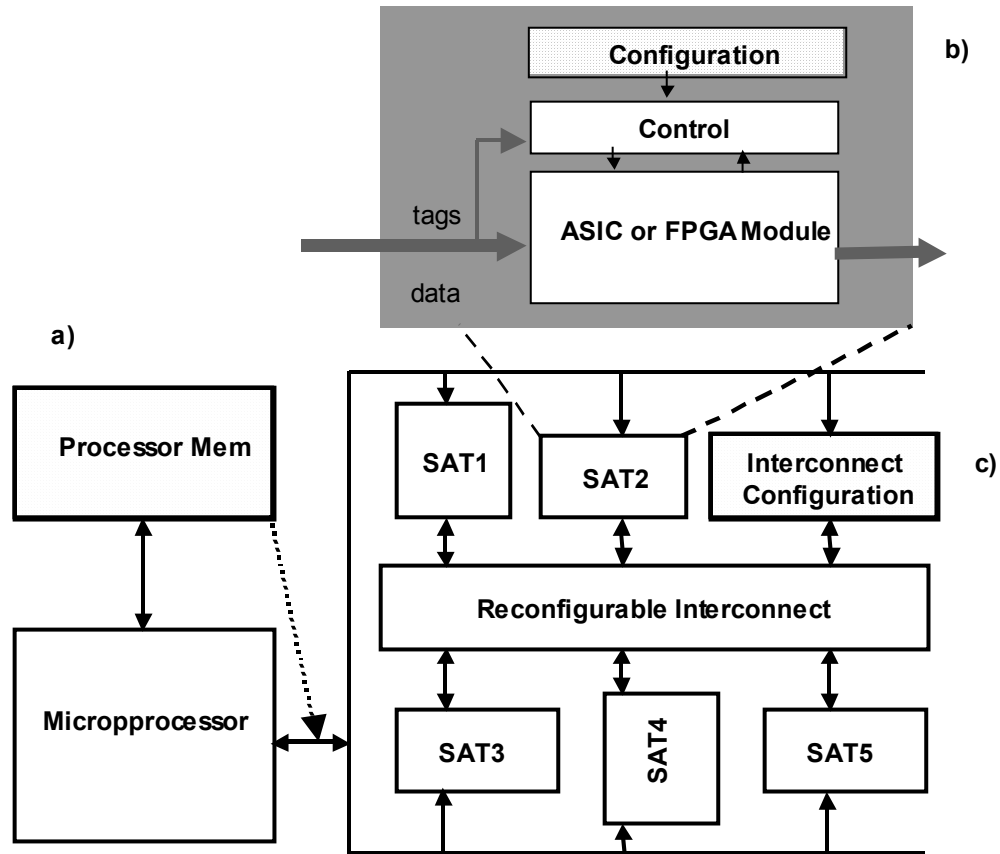 b)
Configuration
Control
tags
ASIC or FPGA Module
data
a)
Processor Mem
SAT1
SAT2
Interconnect
Configuration
c)
Reconfigurable Interconnect
Micropprocessor
SAT3
SAT4
SAT5